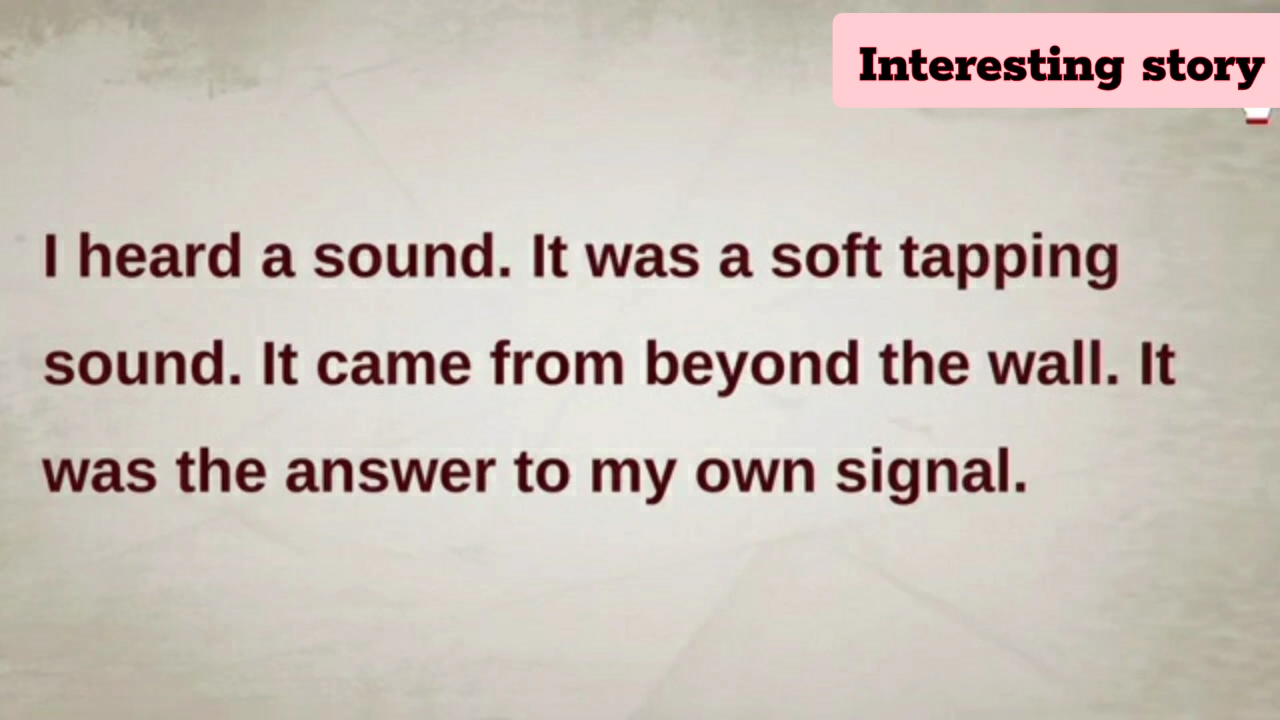 Interesting story
I heard a sound. It was a soft tapping
sound. It came from beyond the wall. It
was the answer to my own signal.